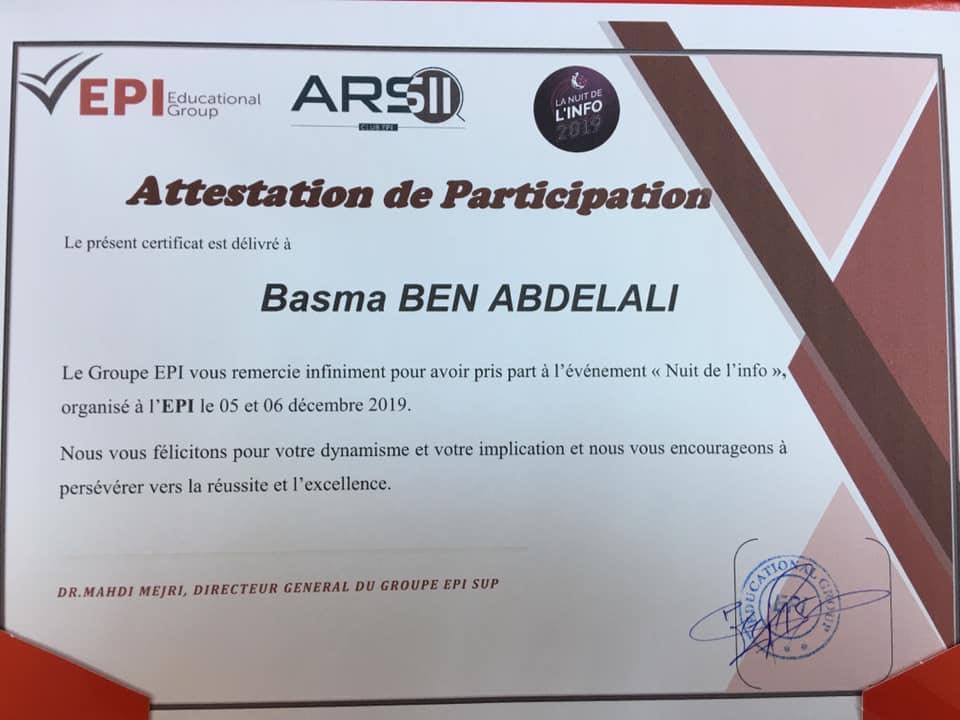 EPI Educational
Group
ARSII
CLUB EPI
LA NUIT DE
L'INFO
2019
Attestation de Participation
Le présent certificat est délivré à
Basma BEN ABDELALI
Le Groupe EPI vous remercie infiniment pour avoir pris part à l'événement « Nuit de l'info »,
organisé à l'EPI le 05 et 06 décembre 2019.
Nous vous félicitons pour votre dynamisme et votre implication et nous vous encourageons à
persévérer vers la réussite et l'excellence.
DR.MAHDI MEJRI, DIRECTEUR GENERAL DU GROUPE EPI SUP
EDUCATIONAL GROUP
EPI